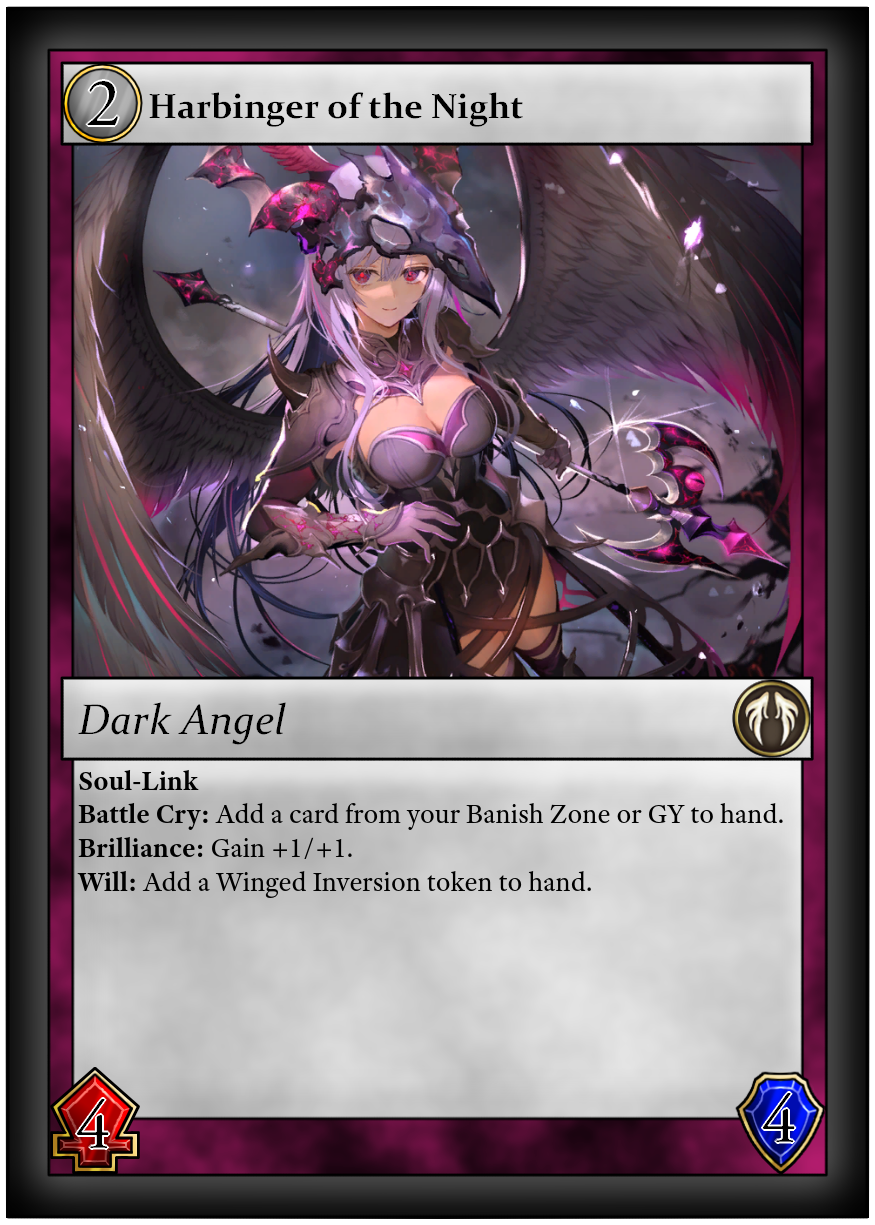 2
Harbinger of the Night
Dark Angel
Soul-Link
Battle Cry: Add a card from your Banish Zone or GY to hand.
Brilliance: Gain +1/+1.
Will: Add a Winged Inversion token to hand.
4
4